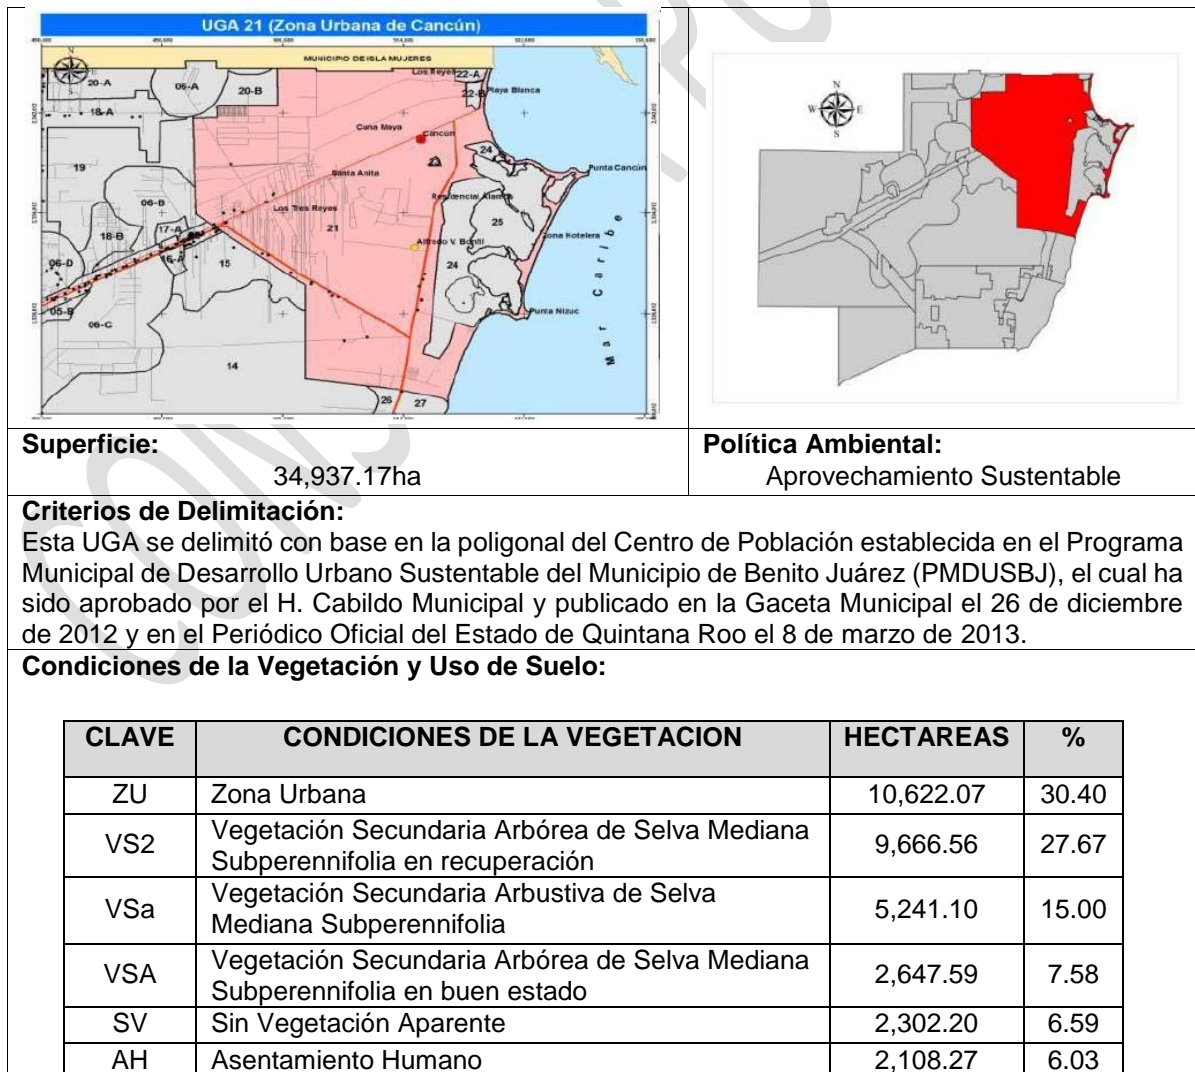 UGA 21 (Zona Urbana de Cancún)
MUNICIPIO DE ISLA MUJERES
N
Los Reyes
22-A
20-A
06-A
20-B
22-B
Playa Blanca
18-A
Cuna Maya
Cancún
24
19
Santa Anita
Punta Cancún
06-B
Residencial Alamos
Los Tres Reyes
21
25
17-A
18-B
Alfredo V. Bonfil
Zona Hotelera
16-A
15
24
06-D
05-B
Punta Nizuc
06-C
Mar Caribe
14
26
27
N
W
E
S
Superficie:
34,937.17ha
Política Ambiental:
Aprovechamiento Sustentable
Criterios de Delimitación:
Esta UGA se delimitó con base en la poligonal del Centro de Población establecida en el Programa
Municipal de Desarrollo Urbano Sustentable del Municipio de Benito Juárez (PMDUSBJ), el cual ha
sido aprobado por el H. Cabildo Municipal y publicado en la Gaceta Municipal el 26 de diciembre
de 2012 y en el Periódico Oficial del Estado de Quintana Roo el 8 de marzo de 2013.
Condiciones de la Vegetación y Uso de Suelo:
CLAVE CONDICIONES DE LA VEGETACION HECTAREAS %
ZU Zona Urbana 10,622.07 30.40
VS2 Vegetación Secundaria Arbórea de Selva Mediana
Subperennifolia en recuperación 9,666.56 27.67
VSa Vegetación Secundaria Arbustiva de Selva
Mediana Subperennifolia 5,241.10 15.00
VSA Vegetación Secundaria Arbórea de Selva Mediana
Subperennifolia en buen estado 2,647.59 7.58
SV Sin Vegetación Aparente 2,302.20 6.59
AH Asentamiento Humano 2,108.27 6.03